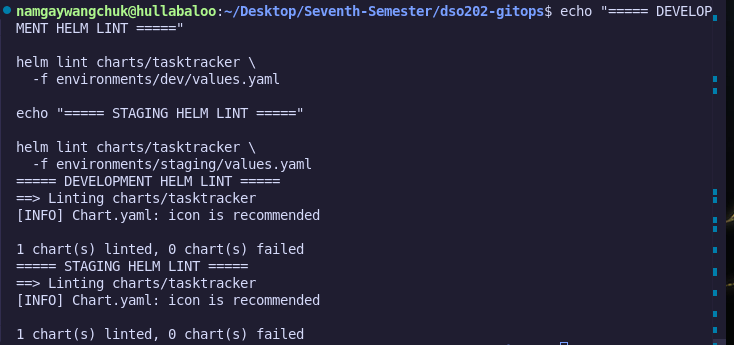 namgaywangchuk@hullabaloo:~/Desktop/Seventh-Semester/dso202-gitops$ echo "===== DEVELOP
MENT HELM LINT ====="
helm lint charts/tasktracker \
  -f environments/dev/values.yaml
echo "===== STAGING HELM LINT ====="
helm lint charts/tasktracker \
  -f environments/staging/values.yaml
===== DEVELOPMENT HELM LINT =====
==> Linting charts/tasktracker
[INFO] Chart.yaml: icon is recommended
1 chart(s) linted, 0 chart(s) failed
===== STAGING HELM LINT =====
==> Linting charts/tasktracker
[INFO] Chart.yaml: icon is recommended
1 chart(s) linted, 0 chart(s) failed